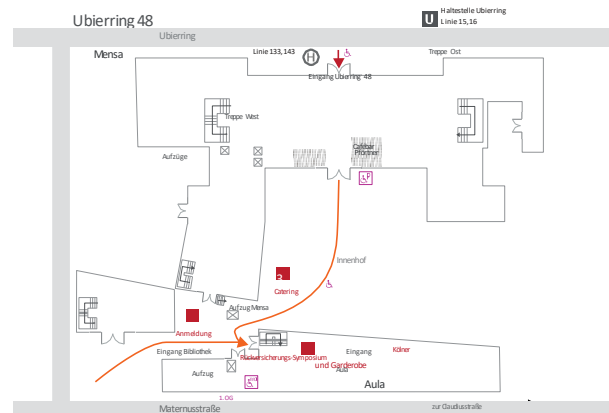 Ubierring 48
U
Haltestelle Ubierring
Linie 15,16
Ubierring
Mensa
Linie 133,143
H
Treppe Ost
Eingang Ubierring 48
Treppe West
Cafébar
Pförtner
Aufzüge
Innenhof
Catering
Aufzug Mensa
Anmeldung
Eingang Bibliothek
Rückversicherungs-Symposium
Eingang
Kölner
und Garderobe
Aufzug
Aula
Aula
1. OG
Maternusstraße
zur Claudiusstraße